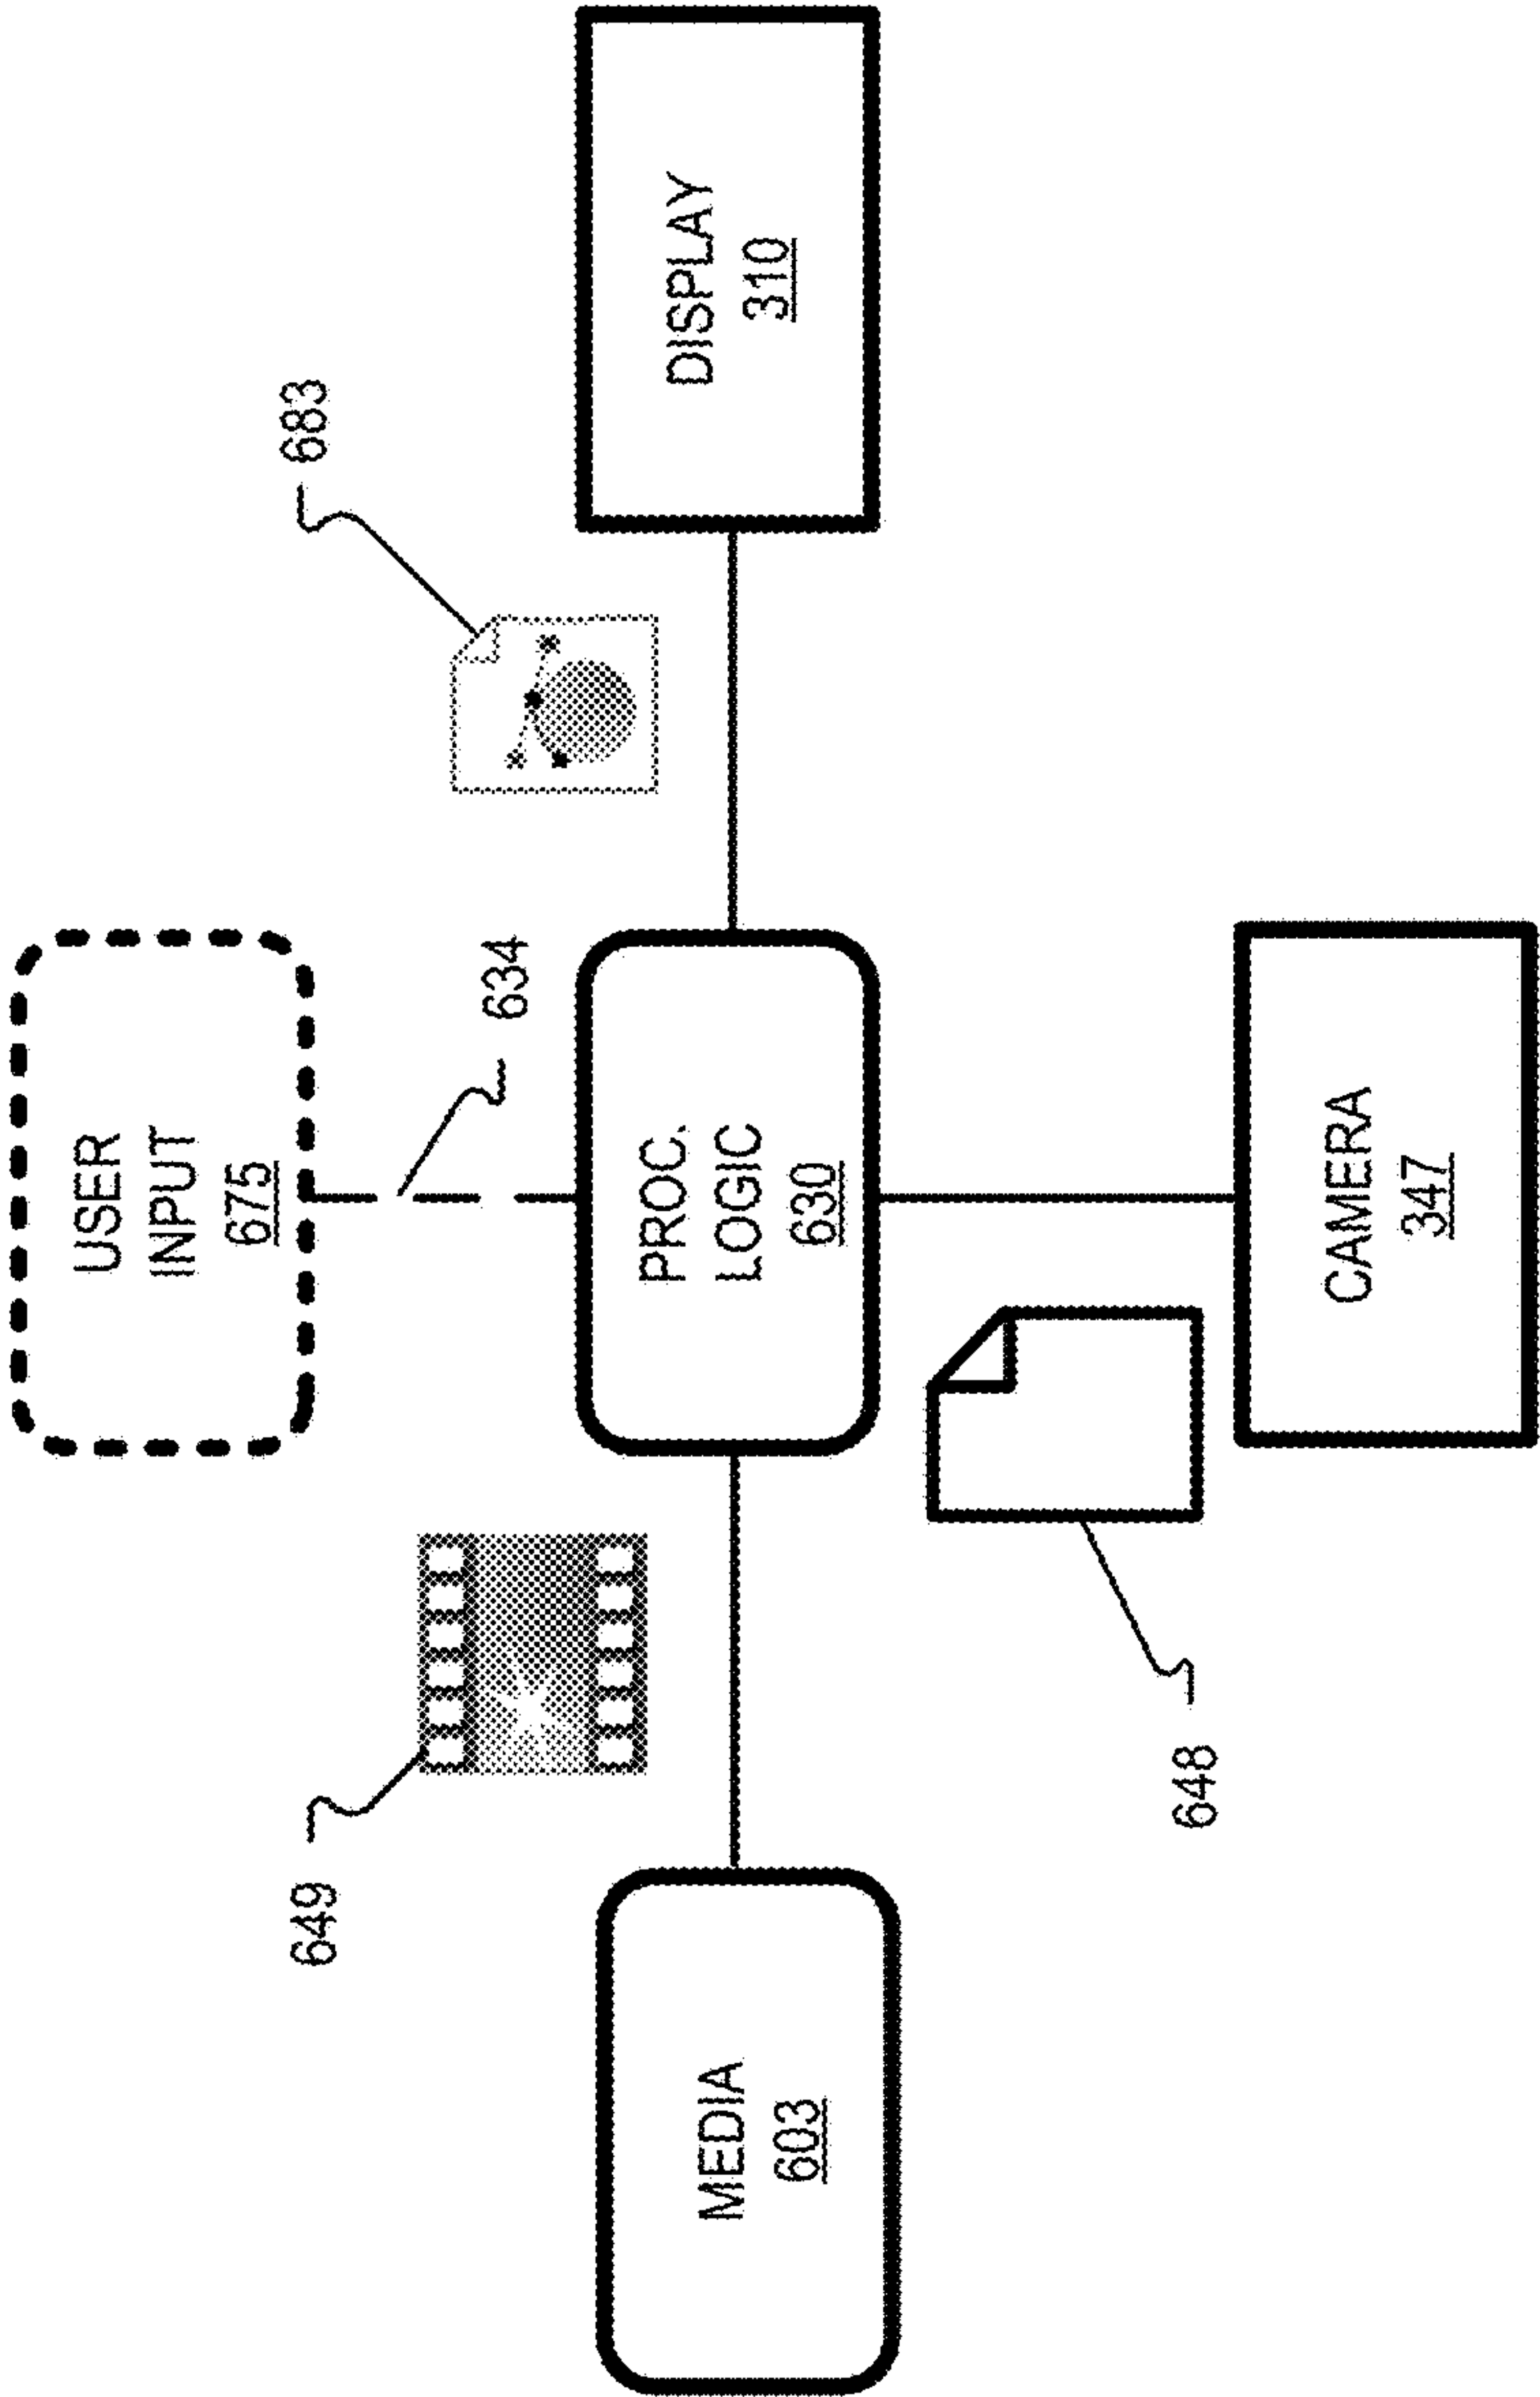 USER
INPUT
675
649
683
634
MEDIA
603
PROC.
LOGIC
630
DISPLAY
310
648
CAMERA
347